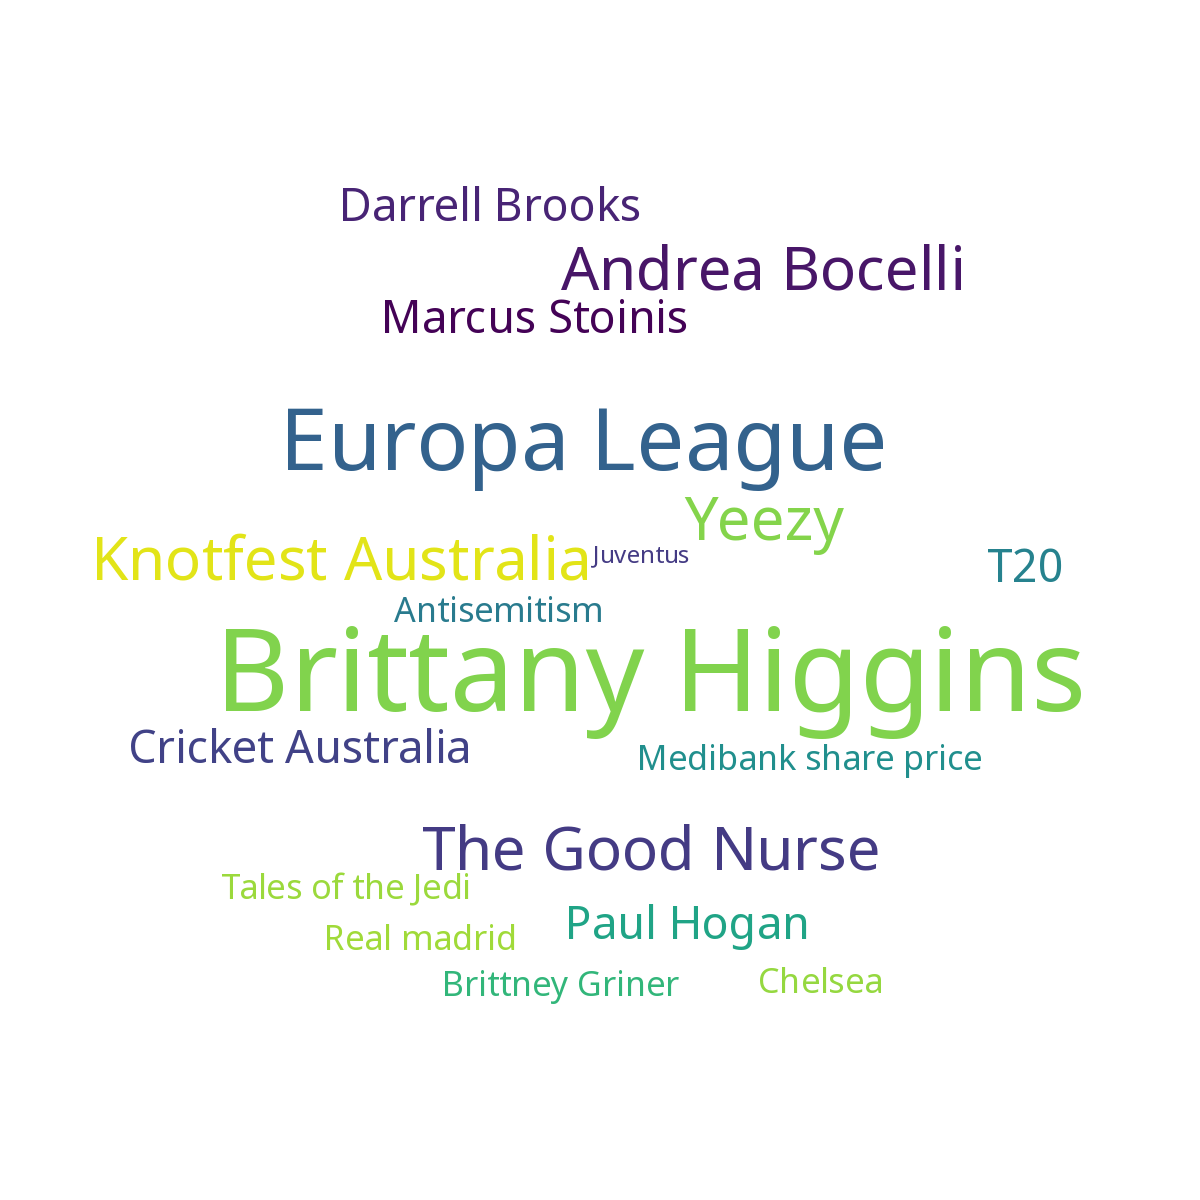 Darrell Brooks
Andrea Bocelli
Marcus Stoinis
Europa League
Yeezy
Knotfest Australia
Juventus
T20
Antisemitism
Brittany Higgins
Cricket Australia
Medibank share price
The Good Nurse
Tales of the Jedi
Paul Hogan
Real madrid
Brittney Griner
Chelsea